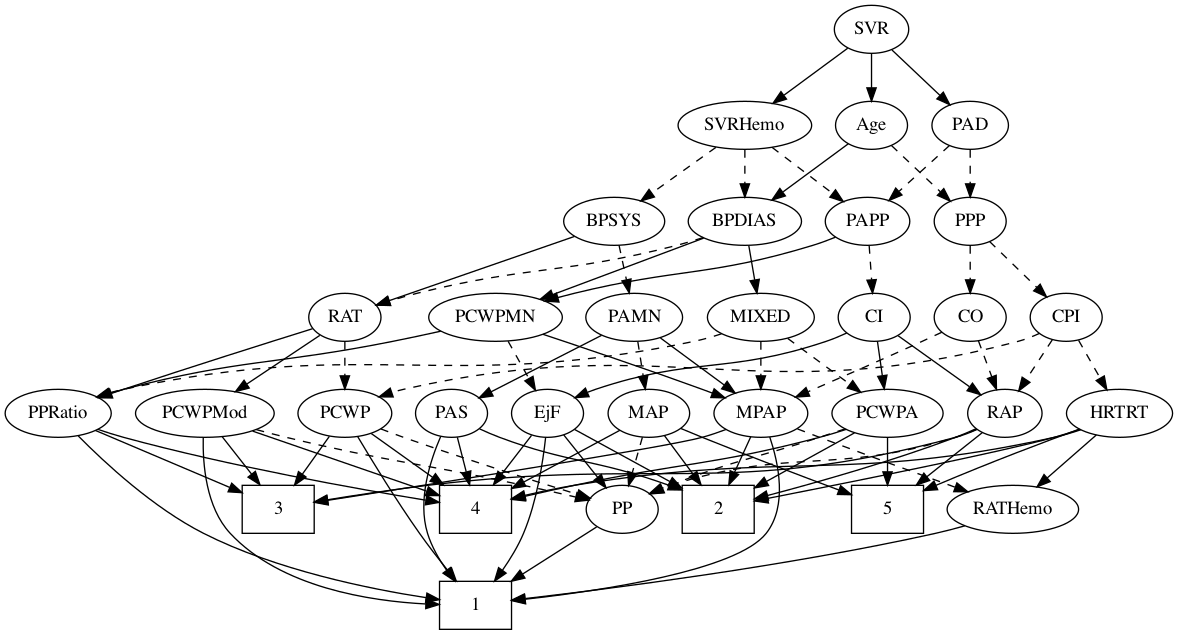 SVR
SVRHemo Age PAD
BPSYS BPDIAS PAPP PPP
RAT PCWPMN PAMN MIXED CI CO CPI
PPRatio PCWPMod PCWP PAS EjF MAP MPAP PCWPA RAP HRTRT
3 4 PP 2 5 RATHemo
1